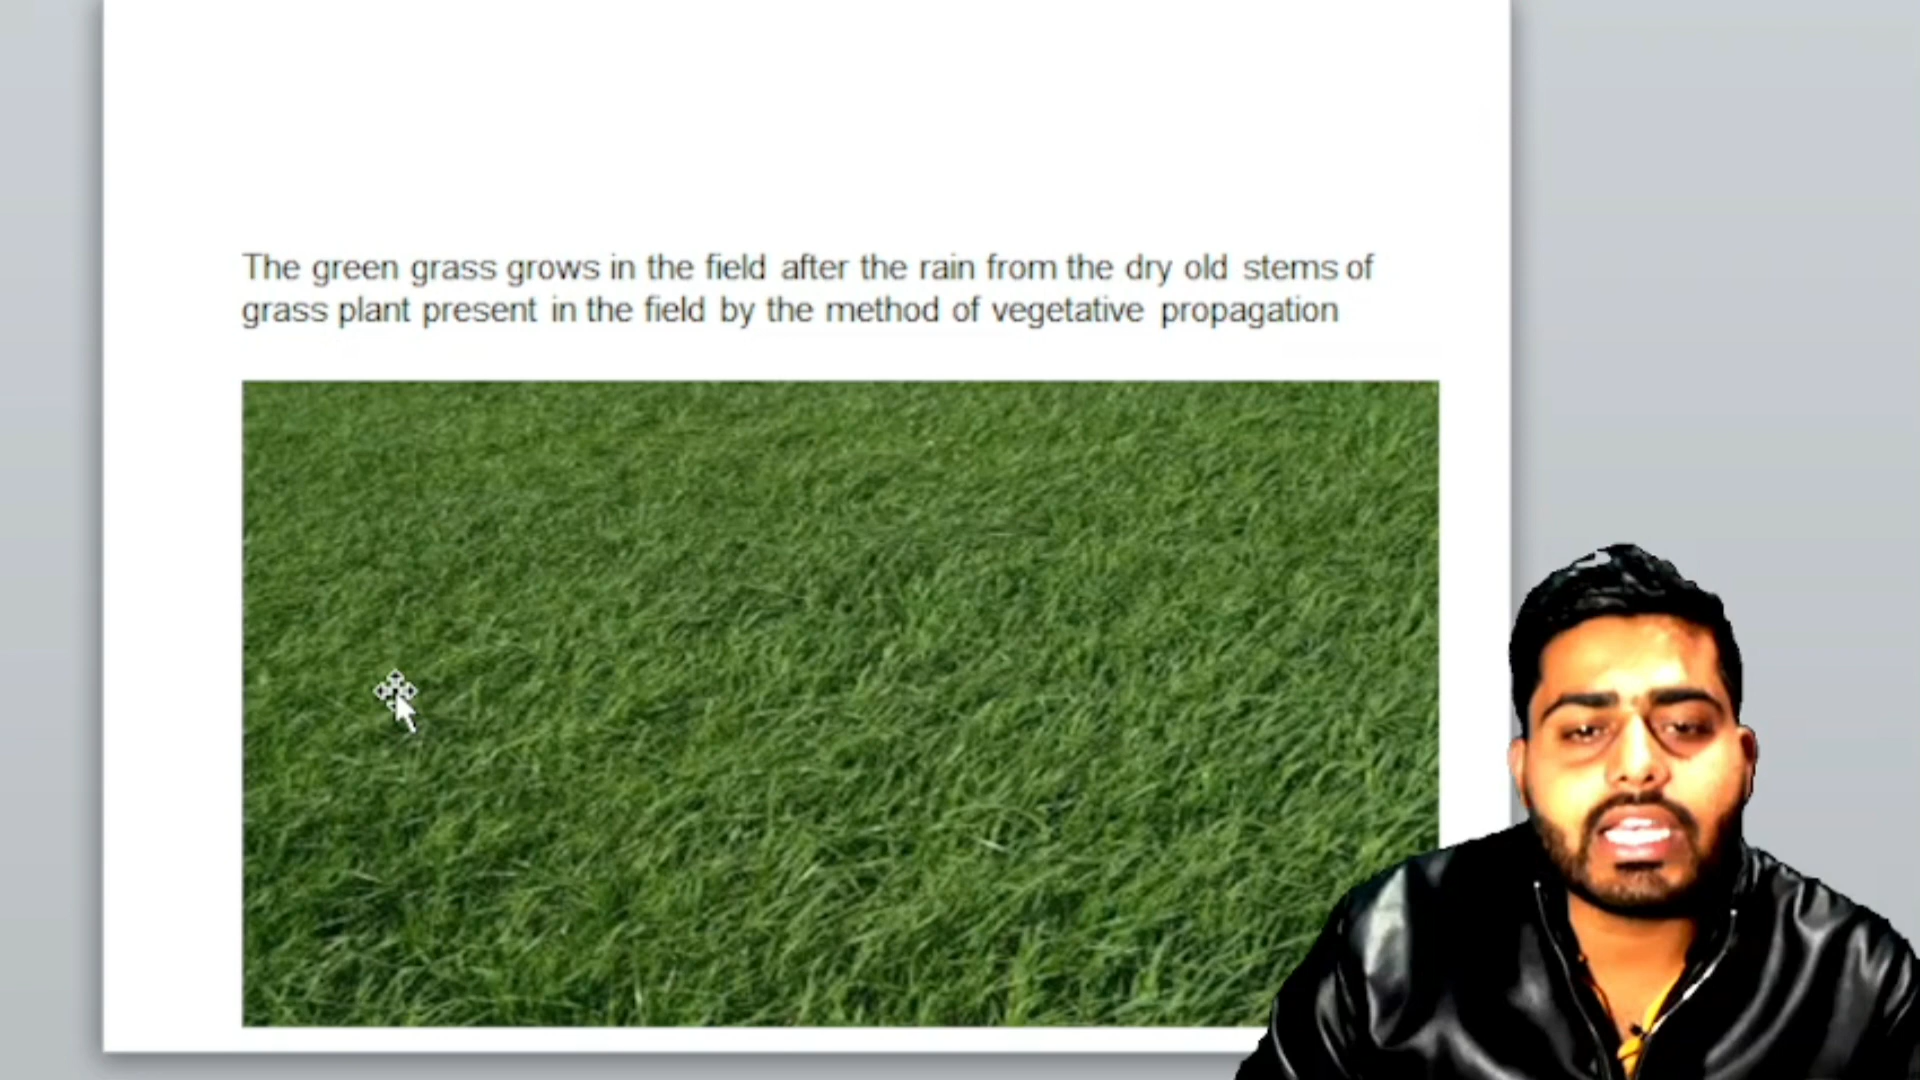 The green grass grows in the field after the rain from the dry old stems of
grass plant present in the field by the method of vegetative propagation